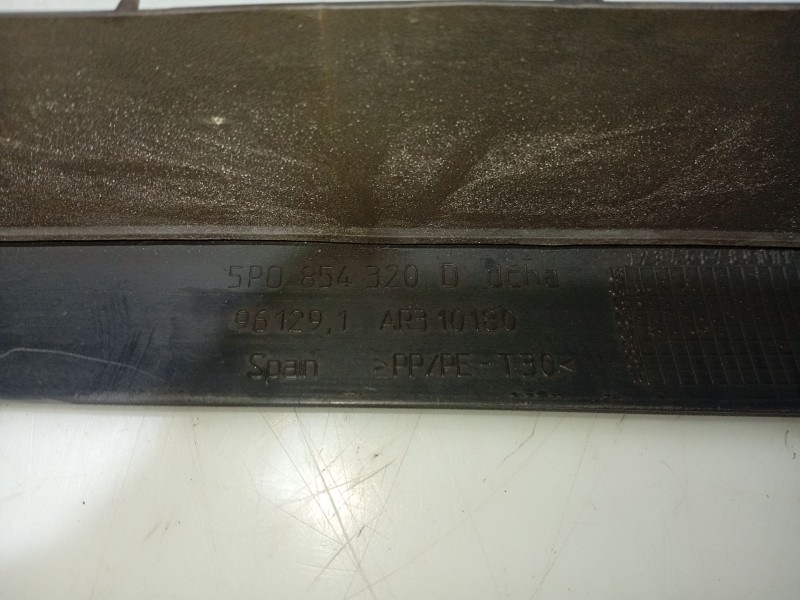 5P0 854 320 D dcha
96129,1 AR310180
Spain >PP/PE-T30<